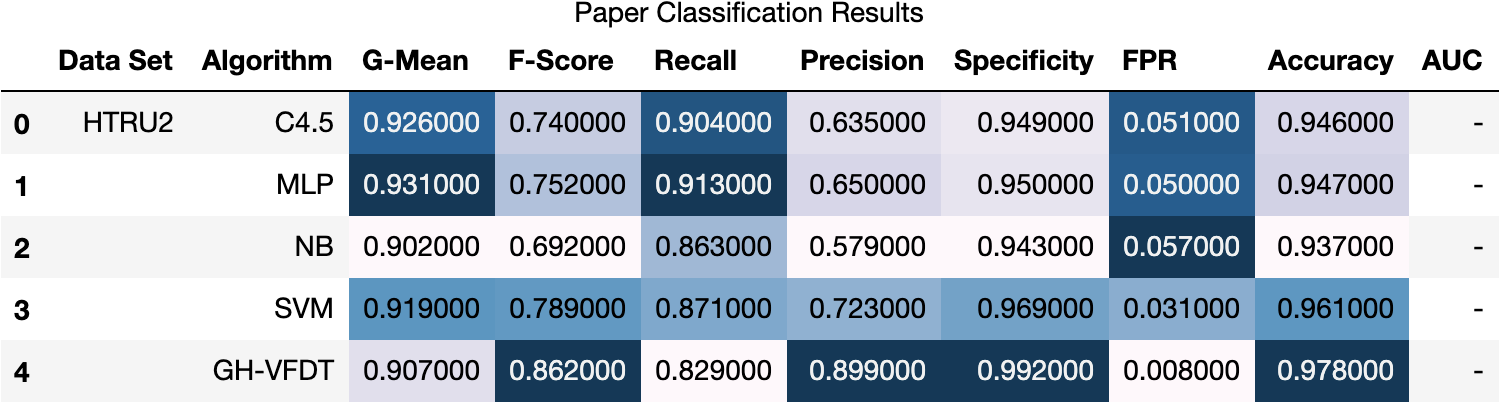 Paper Classification Results
Data Set Algorithm G-Mean F-Score Recall Precision Specificity FPR Accuracy AUC
0 HTRU2 C4.5 0.926000 0.740000 0.904000 0.635000 0.949000 0.051000 0.946000 -
1 MLP 0.931000 0.752000 0.913000 0.650000 0.950000 0.050000 0.947000 -
2 NB 0.902000 0.692000 0.863000 0.579000 0.943000 0.057000 0.937000 -
3 SVM 0.919000 0.789000 0.871000 0.723000 0.969000 0.031000 0.961000 -
4 GH-VFDT 0.907000 0.862000 0.829000 0.899000 0.992000 0.008000 0.978000 -